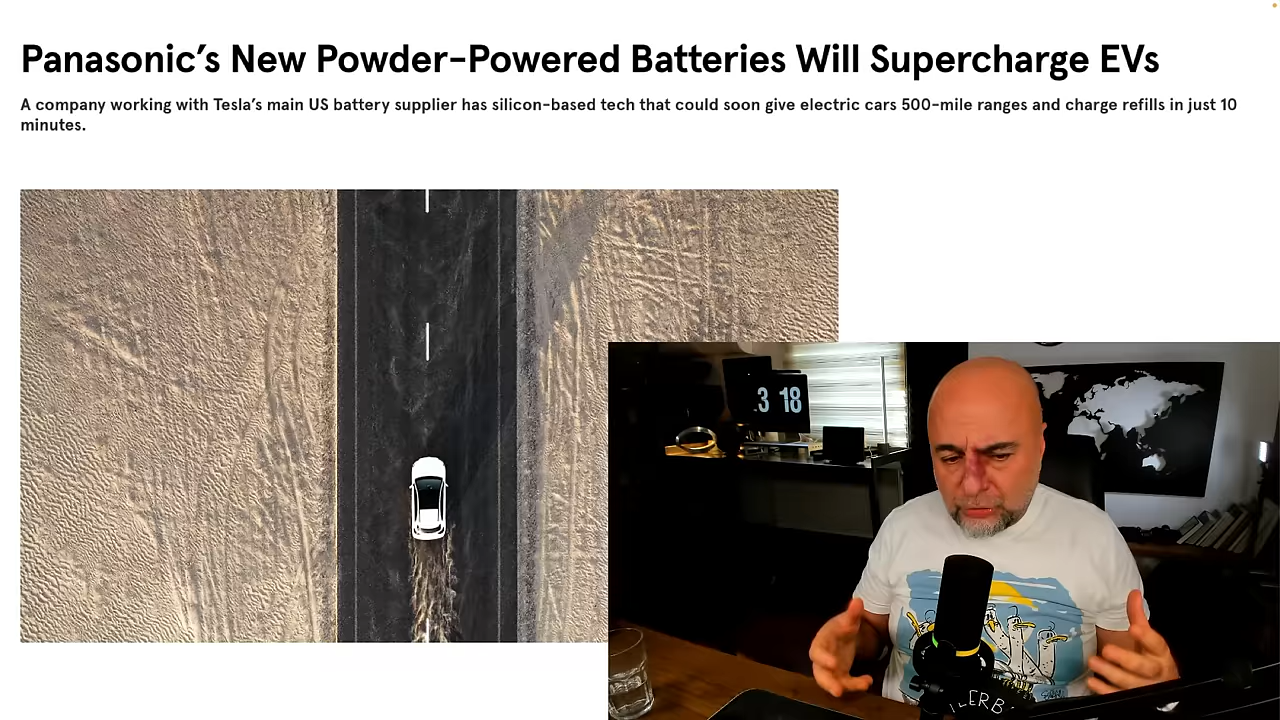 Panasonic’s New Powder-Powered Batteries Will Supercharge EVs
A company working with Tesla’s main US battery supplier has silicon-based tech that could soon give electric cars 500-mile ranges and charge refills in just 10
minutes.
3 18